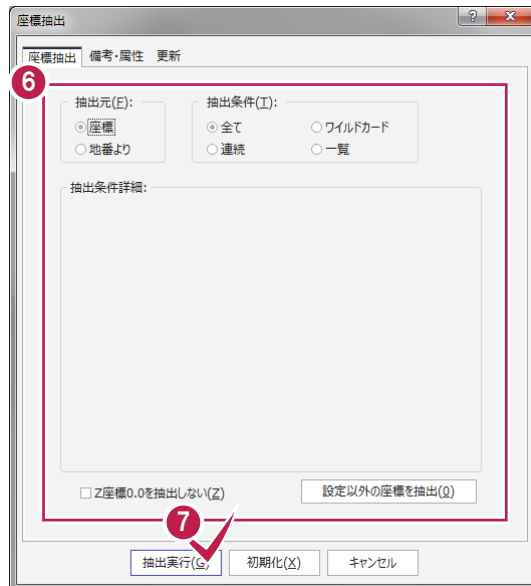 座標抽出
座標抽出 備考・属性 更新
6
抽出元(F): 抽出条件(T):
座標 全て ワイルドカード
地番より 連続 一覧
抽出条件詳細:
Z座標0.0を抽出しない(Z) 設定以外の座標を抽出(0)
7
抽出実行(G) 初期化(X) キャンセル